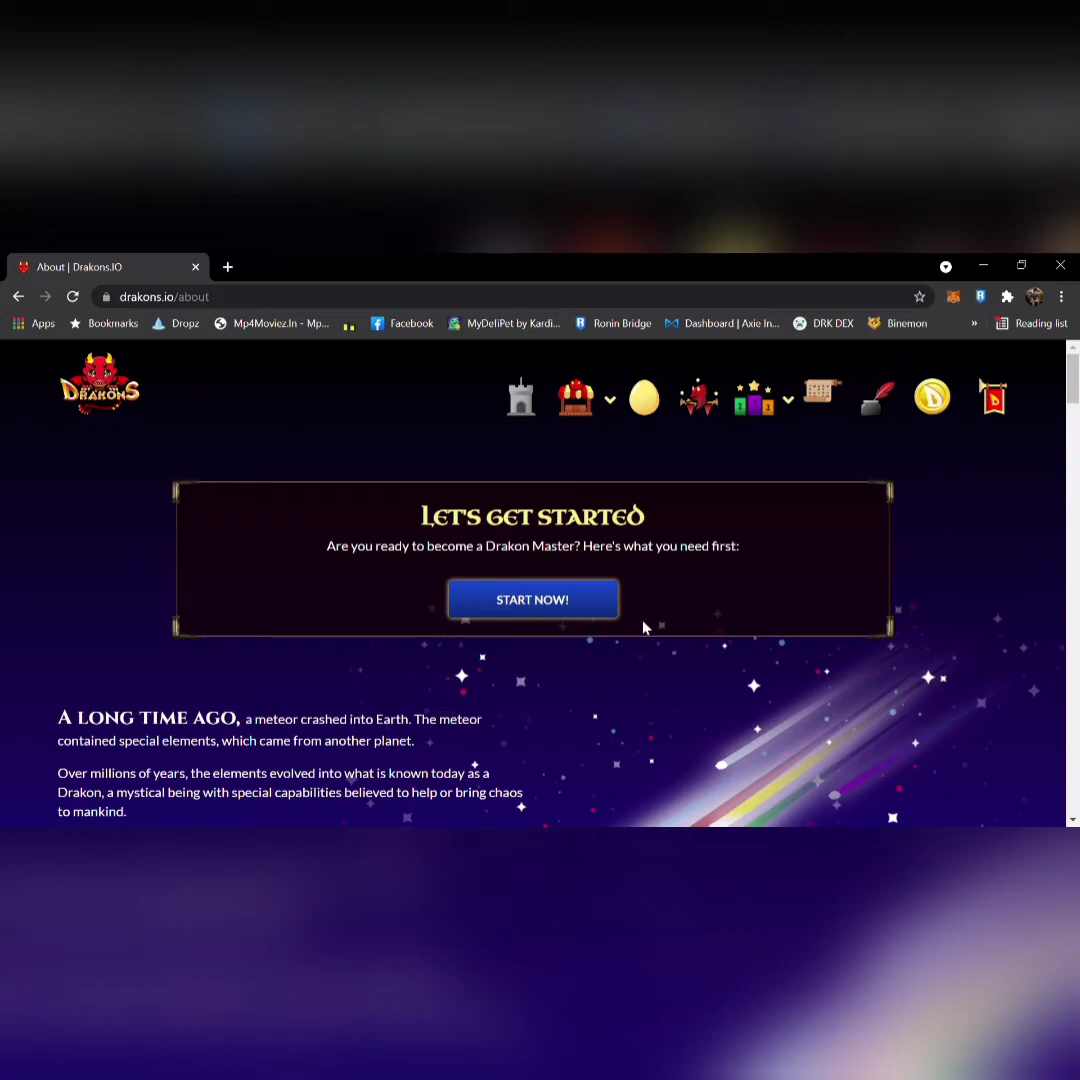 About | Drakons.IO
drakons.io/about
Apps Bookmarks Dropz Mp4Moviez.In - Mp... Facebook MyDefiPet by Kardi... Ronin Bridge Dashboard | Axie In... DRK DEX Binemon » Reading list
DRAKONS
2 1 3
D
D
LET'S GET STARTED
Are you ready to become a Drakon Master? Here's what you need first:
START NOW!
A LONG TIME AGO, a meteor crashed into Earth. The meteor
contained special elements, which came from another planet.
Over millions of years, the elements evolved into what is known today as a
Drakon, a mystical being with special capabilities believed to help or bring chaos
to mankind.